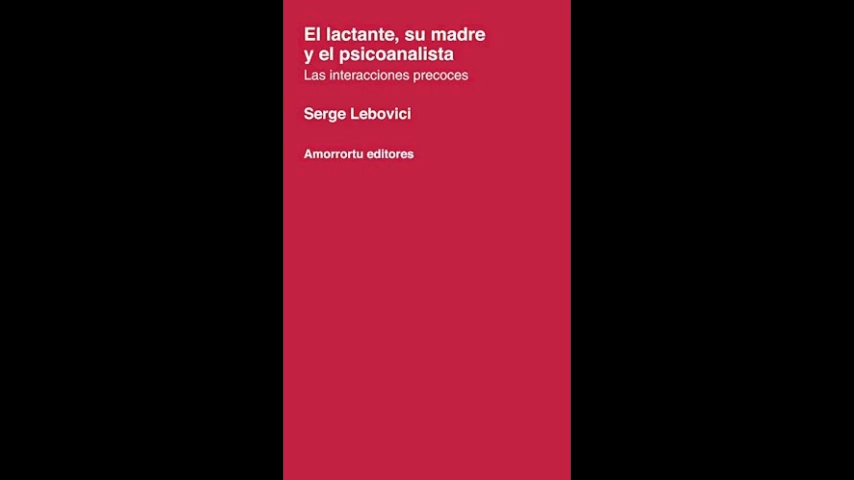 El lactante, su madre
y el psicoanalista
Las interacciones precoces
Serge Lebovici
Amorrortu editores